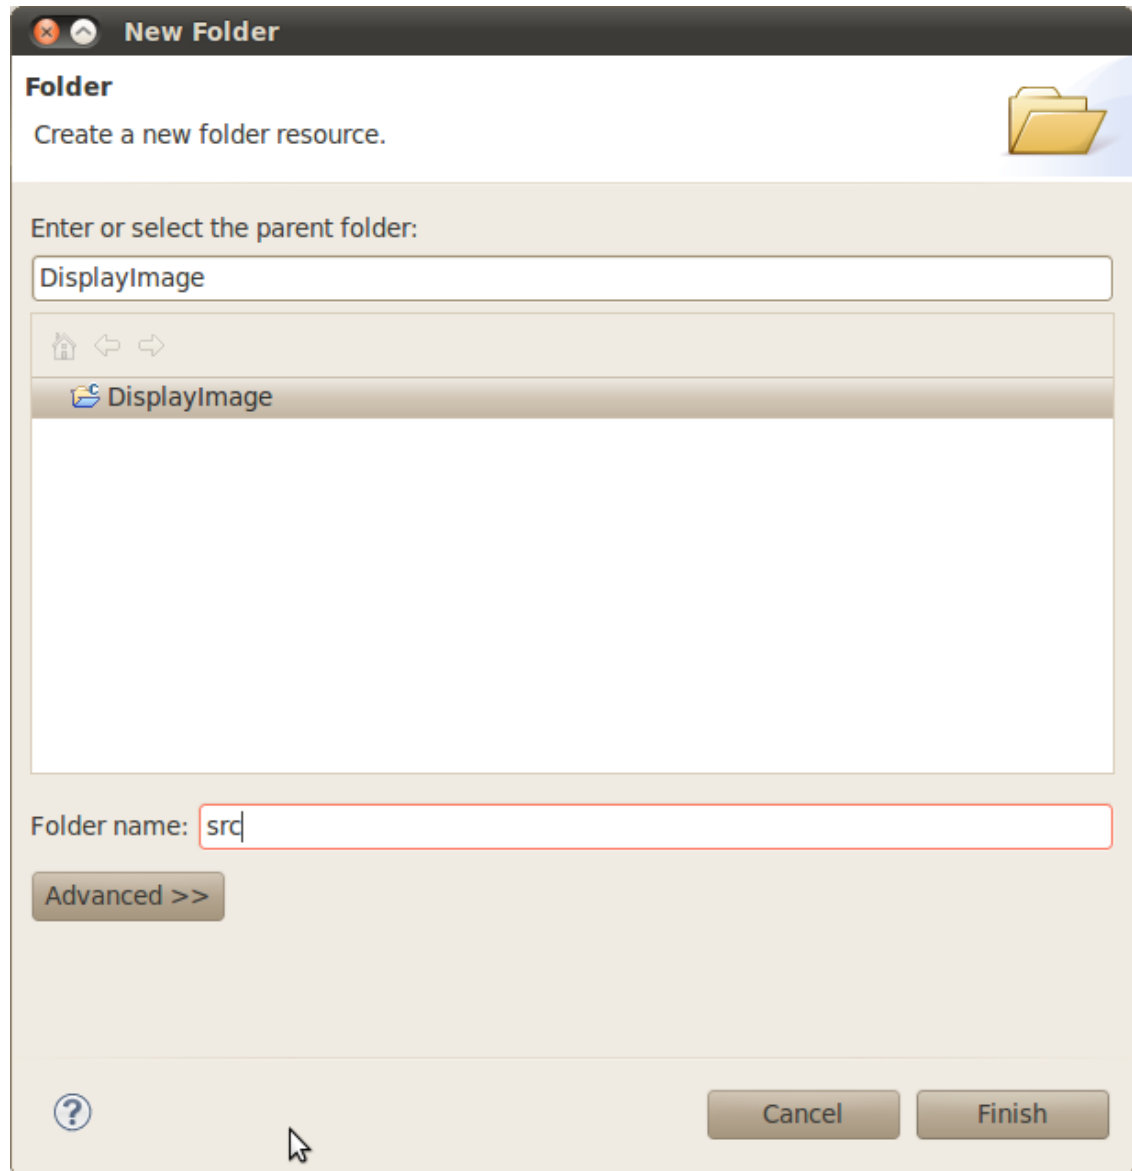 New Folder
Folder
Create a new folder resource.
Enter or select the parent folder:
DisplayImage
DisplayImage
Folder name: src
Advanced >>
Cancel Finish